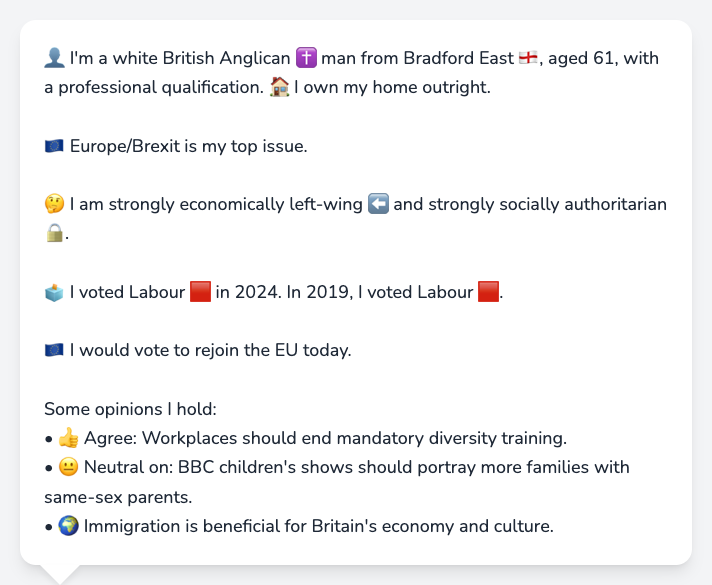 👤 I'm a white British Anglican ✝️ man from Bradford East 🏴󠁧󠁢󠁥󠁮󠁧󠁿, aged 61, with
a professional qualification. 🏠 I own my home outright.
🇪🇺 Europe/Brexit is my top issue.
🤔 I am strongly economically left-wing ⬅️ and strongly socially authoritarian
🔒.
🗳️ I voted Labour 🟥 in 2024. In 2019, I voted Labour 🟥.
🇪🇺 I would vote to rejoin the EU today.
Some opinions I hold:
• 👍 Agree: Workplaces should end mandatory diversity training.
• 😐 Neutral on: BBC children's shows should portray more families with
same-sex parents.
• 🌍 Immigration is beneficial for Britain's economy and culture.